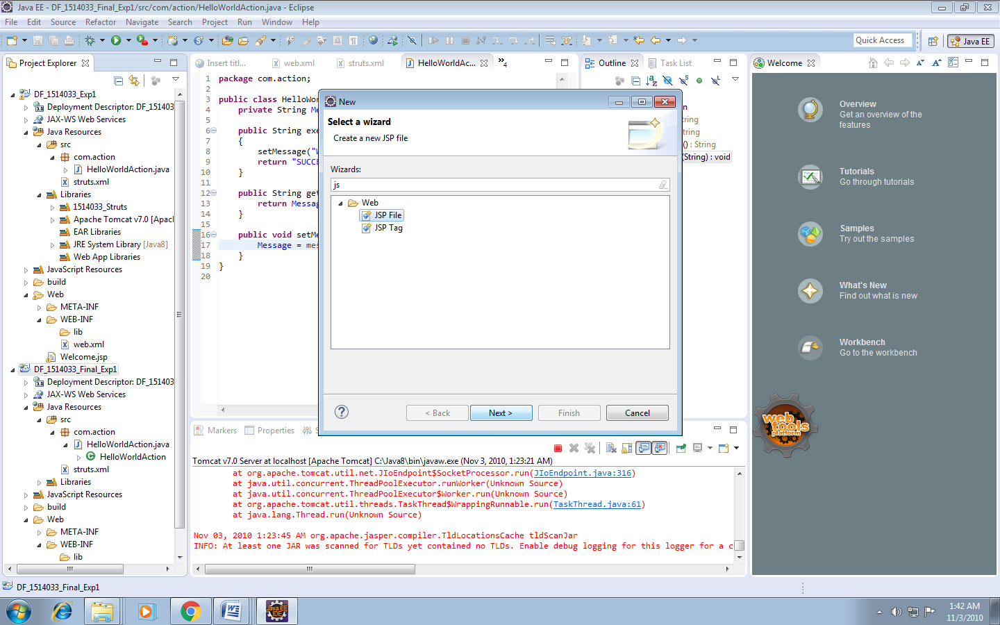 Java EE - DF_1514033_Final_Exp1/src/com/action/HelloWorldAction.java - Eclipse
File Edit Source Refactor Navigate Search Project Run Window Help
Quick Access
Java EE
Project Explorer
DF_1514033_Exp1
Deployment Descriptor: DF_151403
JAX-WS Web Services
Java Resources
src
com.action
HelloWorldAction.java
struts.xml
Libraries
1514033_Struts
Apache Tomcat v7.0 [Apac
EAR Libraries
JRE System Library [Java8]
Web App Libraries
JavaScript Resources
build
Web
META-INF
WEB-INF
lib
web.xml
Welcome.jsp
DF_1514033_Final_Exp1
Deployment Descriptor: DF_151403
JAX-WS Web Services
Java Resources
src
com.action
HelloWorldAction.java
HelloWorldAction
struts.xml
Libraries
JavaScript Resources
build
Web
META-INF
WEB-INF
lib
Insert titl... web.xml struts.xml HelloWorldAc... »4
1 package com.action;
2
3 public class HelloWor
4 private String Me
5
6 public String exe
7 {
8 setMessage("W
9 return "SUCCE
10 }
11
12 public String get
13 return Messag
14 }
15
16 public void setMe
17 Message = mes
18 }
19 }
20
New
Select a wizard
Create a new JSP file
Wizards:
js
Web
JSP File
JSP Tag
?
< Back Next > Finish Cancel
Outline Task List
n
tring
tring
() : String
(String) : void
Welcome
Overview
Get an overview of the
features
Tutorials
Go through tutorials
Samples
Try out the samples
What's New
Find out what is new
Workbench
Go to the workbench
web
tools
platform
Markers Properties S
Tomcat v7.0 Server at localhost [Apache Tomcat] C:\Java8\bin\javaw.exe (Nov 3, 2010, 1:23:21 AM)
at org.apache.tomcat.util.net.JIoEndpoint$SocketProcessor.run(JIoEndpoint.java:316)
at java.util.concurrent.ThreadPoolExecutor.runWorker(Unknown Source)
at java.util.concurrent.ThreadPoolExecutor$Worker.run(Unknown Source)
at org.apache.tomcat.util.threads.TaskThread$WrappingRunnable.run(TaskThread.java:61)
at java.lang.Thread.run(Unknown Source)
Nov 03, 2010 1:23:45 AM org.apache.jasper.compiler.TldLocationsCache tldScanJar
INFO: At least one JAR was scanned for TLDs yet contained no TLDs. Enable debug logging for this logger for a c
DF_1514033_Final_Exp1
Java EE
IDE
1:42 AM
11/3/2010